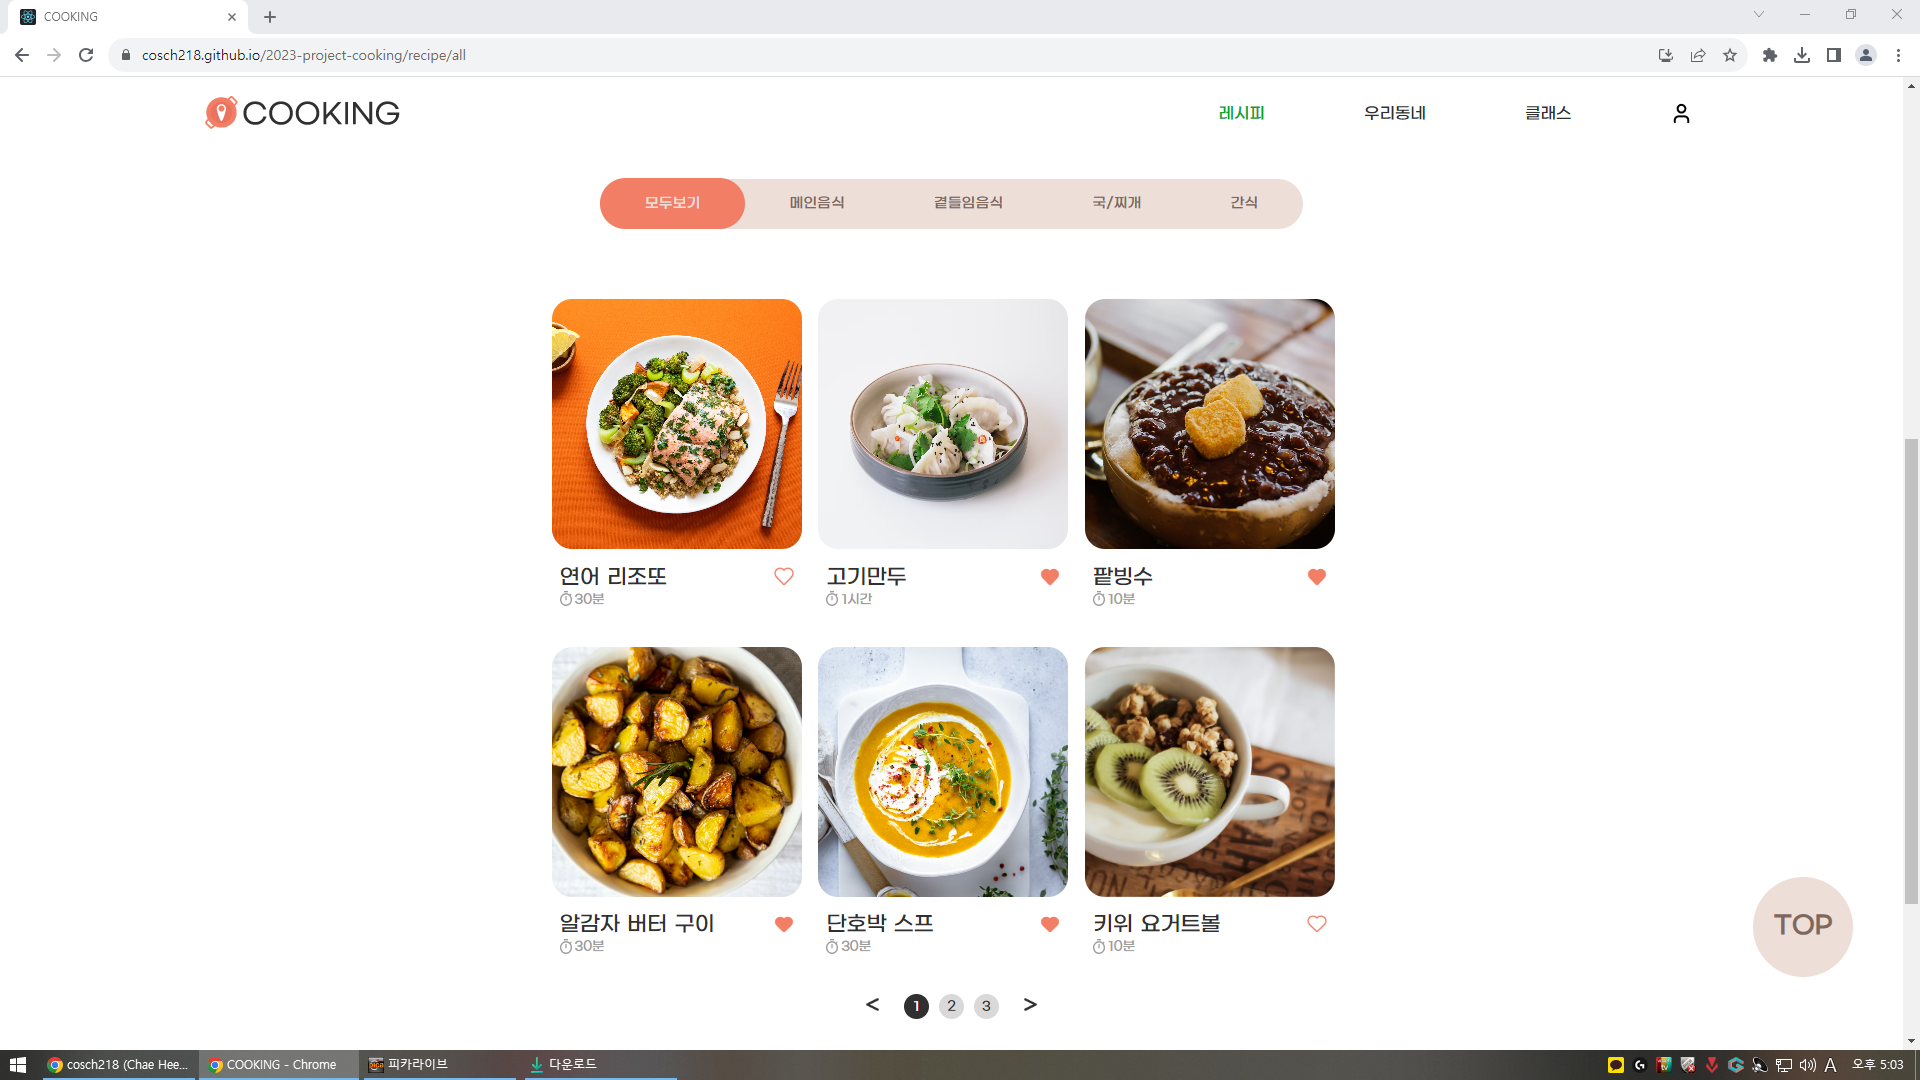 COOKING
cosch218.github.io/2023-project-cooking/recipe/all
COOKING
레시피
우리동네
클래스
모두보기
메인음식
곁들임음식
국/찌개
간식
연어 리조또
30분
고기만두
1시간
팥빙수
10분
알감자 버터 구이
30분
단호박 스프
30분
키위 요거트볼
10분
TOP
< 1 2 3 >
cosch218 (Chae Hee...
COOKING - Chrome
피카라이브
다운로드
A
오후 5:03